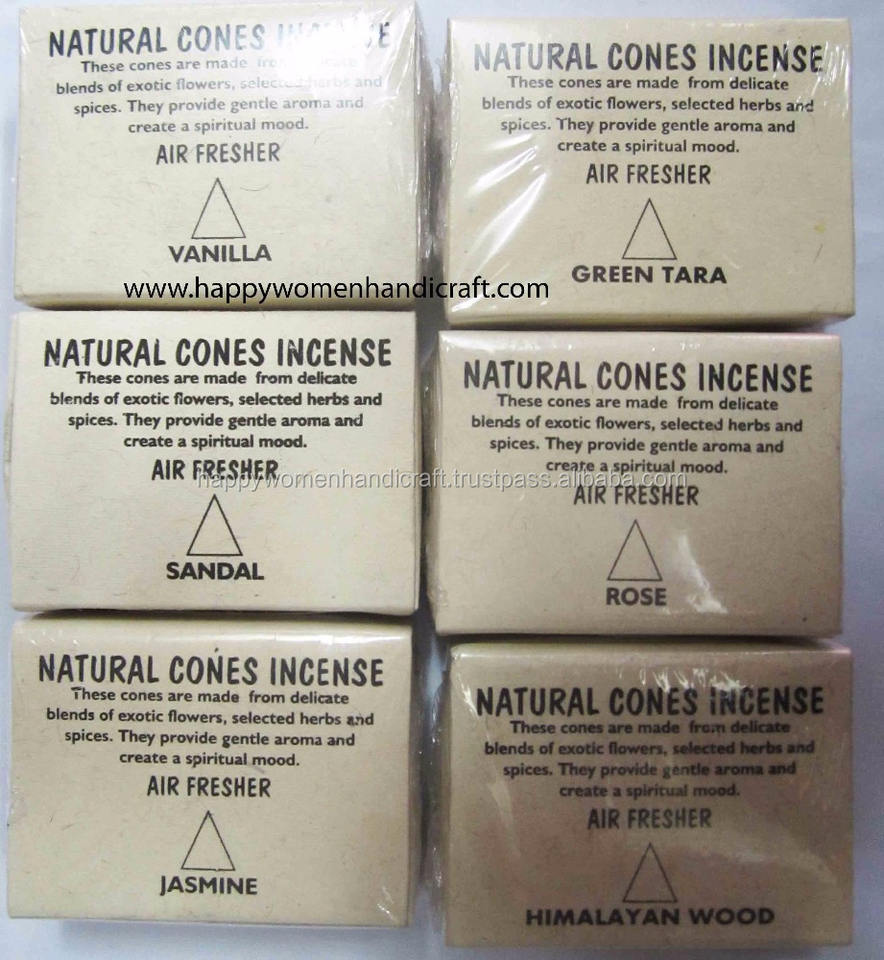 NATURAL CONES
These cones are made from delicate
blends of exotic flowers, selected herbs and
spices. They provide gentle aroma and
create a spiritual mood.
AIR FRESHER
VANILLA
NATURAL CONES INCENSE
These cones are made from delicate
blends of exotic flowers, selected herbs and
spices. They provide gentle aroma and
create a spiritual mood.
AIR FRESHER
GREEN TARA
www.happywomenhandicraft.com
NATURAL CONES INCENSE
These cones are made from delicate
blends of exotic flowers, selected herbs and
spices. They provide gentle aroma and
create a spiritual mood.
AIR FRESHER
SANDAL
NATURAL CONES INCENSE
These cones are made from delicate
blends of exotic flowers, selected herbs and
spices. They provide gentle aroma and
create a spiritual mood.
AIR FRESHER
ROSE
happywomenhandicraft.trustpass.alibaba.com
NATURAL CONES INCENSE
These cones are made from delicate
blends of exotic flowers, selected herbs and
spices. They provide gentle aroma and
create a spiritual mood.
AIR FRESHER
JASMINE
NATURAL CONES INCENSE
These cones are made from delicate
blends of exotic flowers, selected herbs and
spices. They provide gentle aroma and
create a spiritual mood.
AIR FRESHER
HIMALAYAN WOOD